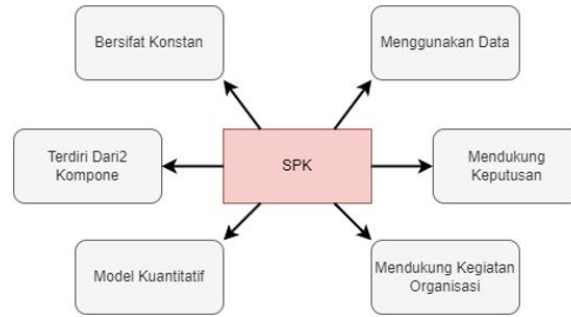 Bersifat Konstan
Menggunakan Data
Terdiri Dari2
Kompone
SPK
Mendukung
Keputusan
Model Kuantitatif
Mendukung Kegiatan
Organisasi